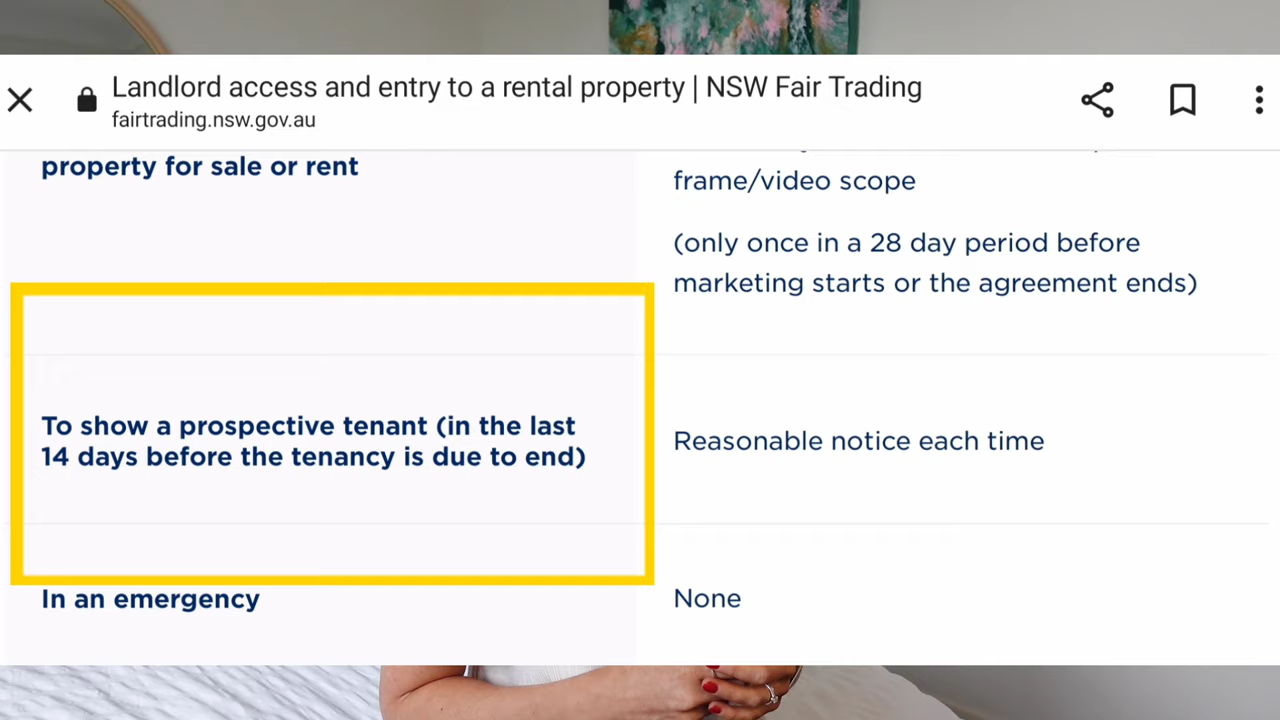 Landlord access and entry to a rental property | NSW Fair Trading
fairtrading.nsw.gov.au
property for sale or rent
frame/video scope
(only once in a 28 day period before
marketing starts or the agreement ends)
To show a prospective tenant (in the last
14 days before the tenancy is due to end)
Reasonable notice each time
In an emergency
None